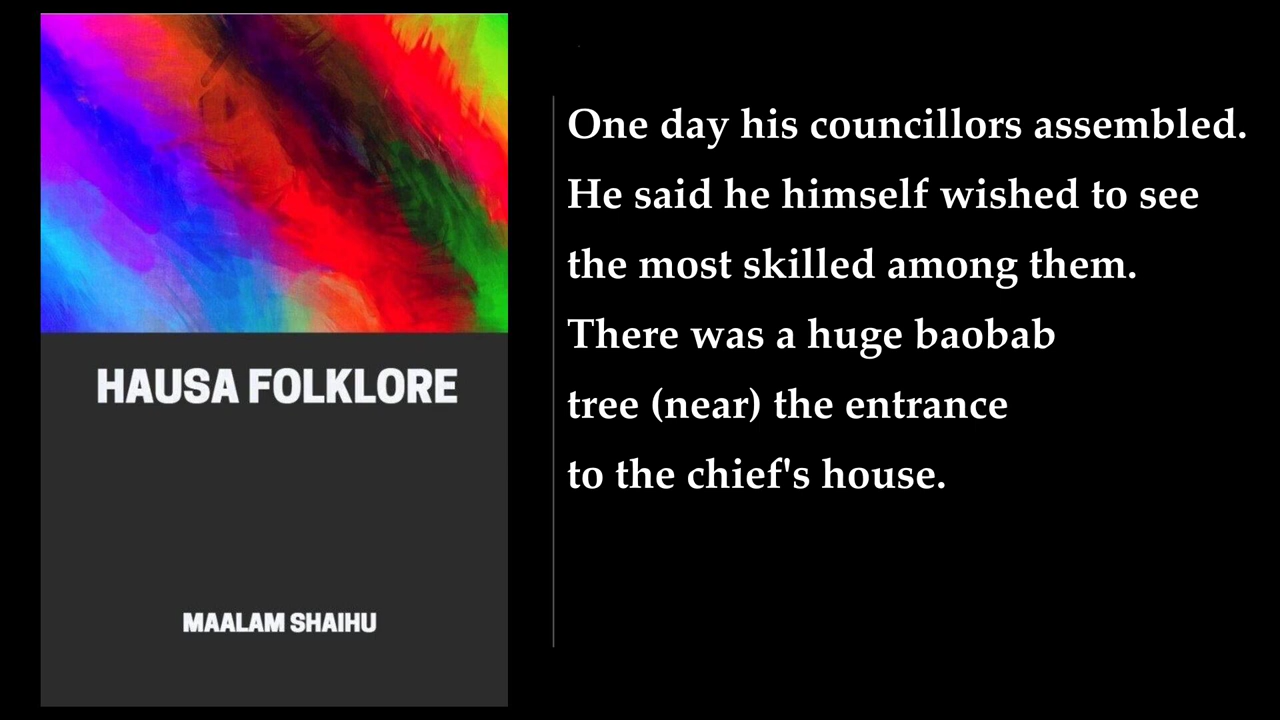 HAUSA FOLKLORE
MAALAM SHAIHU
One day his councillors assembled.
He said he himself wished to see
the most skilled among them.
There was a huge baobab
tree (near) the entrance
to the chief's house.